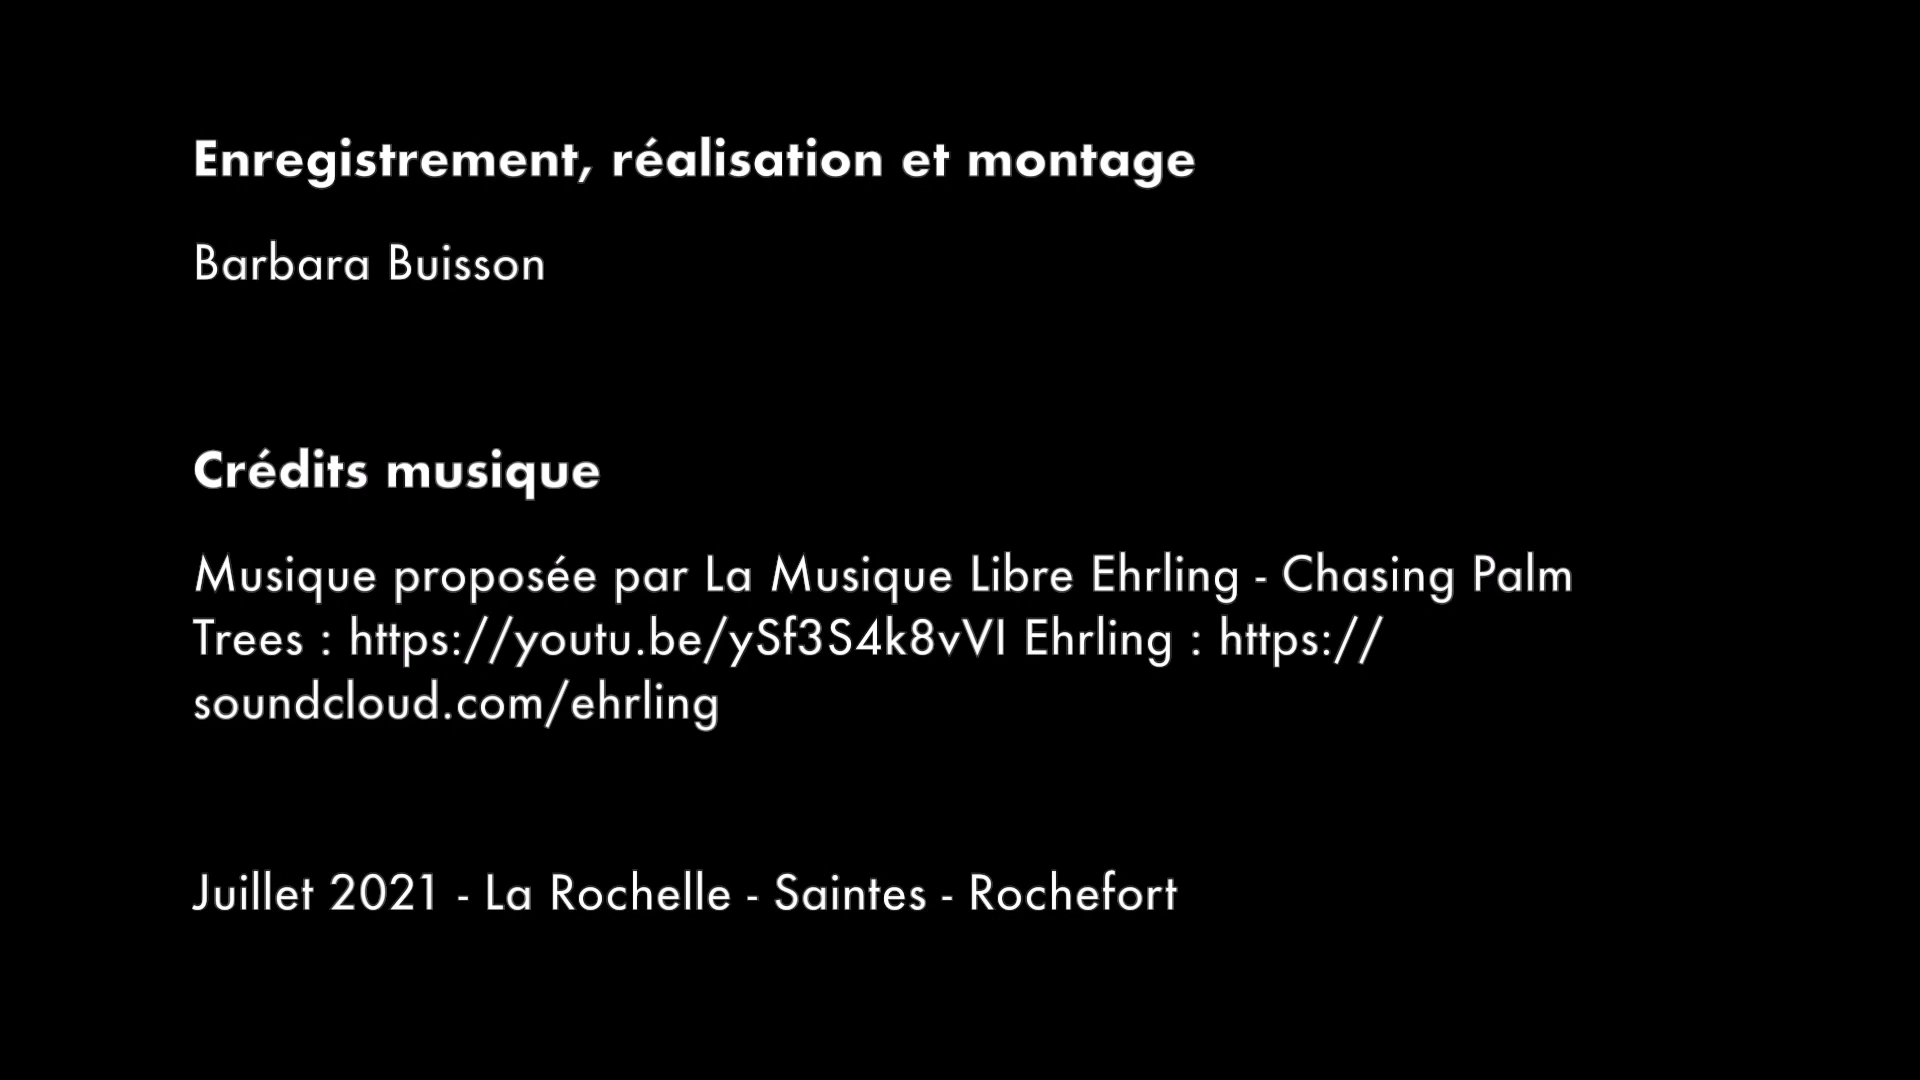 Enregistrement, réalisation et montage
Barbara Buisson
Crédits musique
Musique proposée par La Musique Libre Ehrling - Chasing Palm
Trees : https://youtu.be/ySf3S4k8vVI Ehrling : https://
soundcloud.com/ehrling
Juillet 2021 - La Rochelle - Saintes - Rochefort